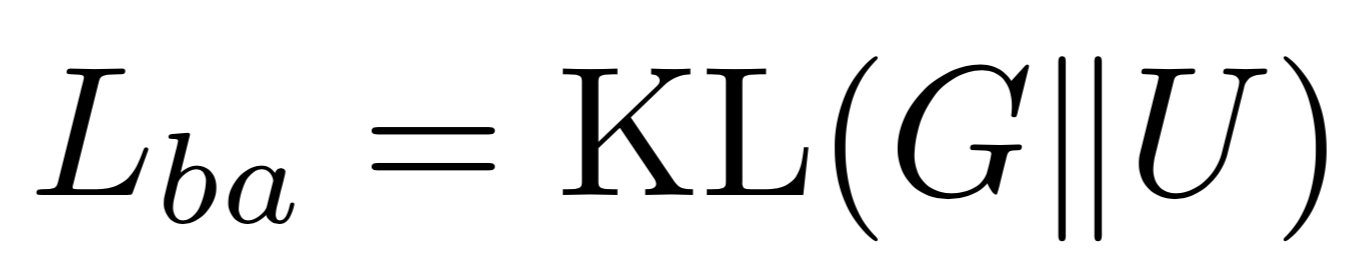 L_{ba} = KL(G∥U)